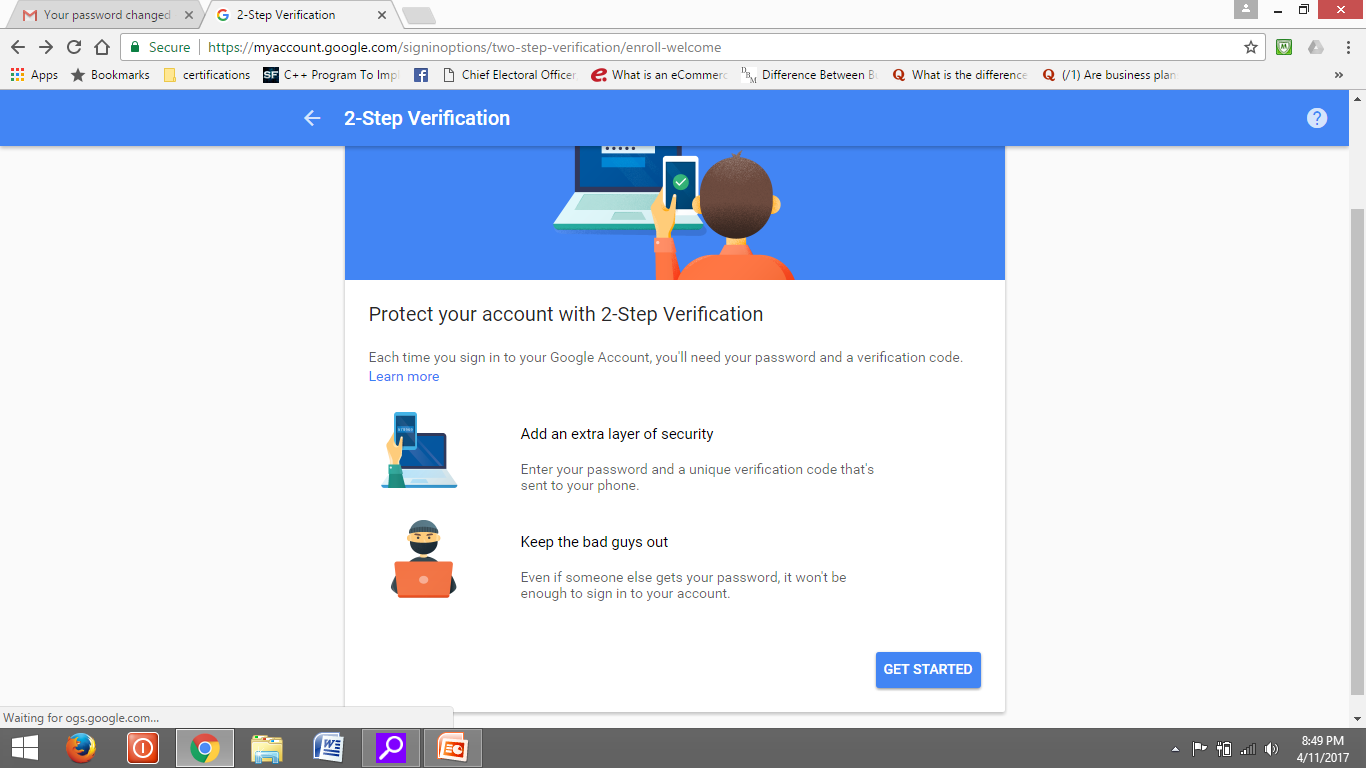 Your password changed
2-Step Verification
Secure
https://myaccount.google.com/signinoptions/two-step-verification/enroll-welcome
Apps
Bookmarks
certifications
SF
C++ Program To Impl
Chief Electoral Officer
What is an eCommerc
DBM
Difference Between B
What is the difference
(/1) Are business plan
2-Step Verification
Protect your account with 2-Step Verification
Each time you sign in to your Google Account, you'll need your password and a verification code.
Learn more
Add an extra layer of security
Enter your password and a unique verification code that's
sent to your phone.
Keep the bad guys out
Even if someone else gets your password, it won't be
enough to sign in to your account.
GET STARTED
Waiting for ogs.google.com...
8:49 PM
4/11/2017